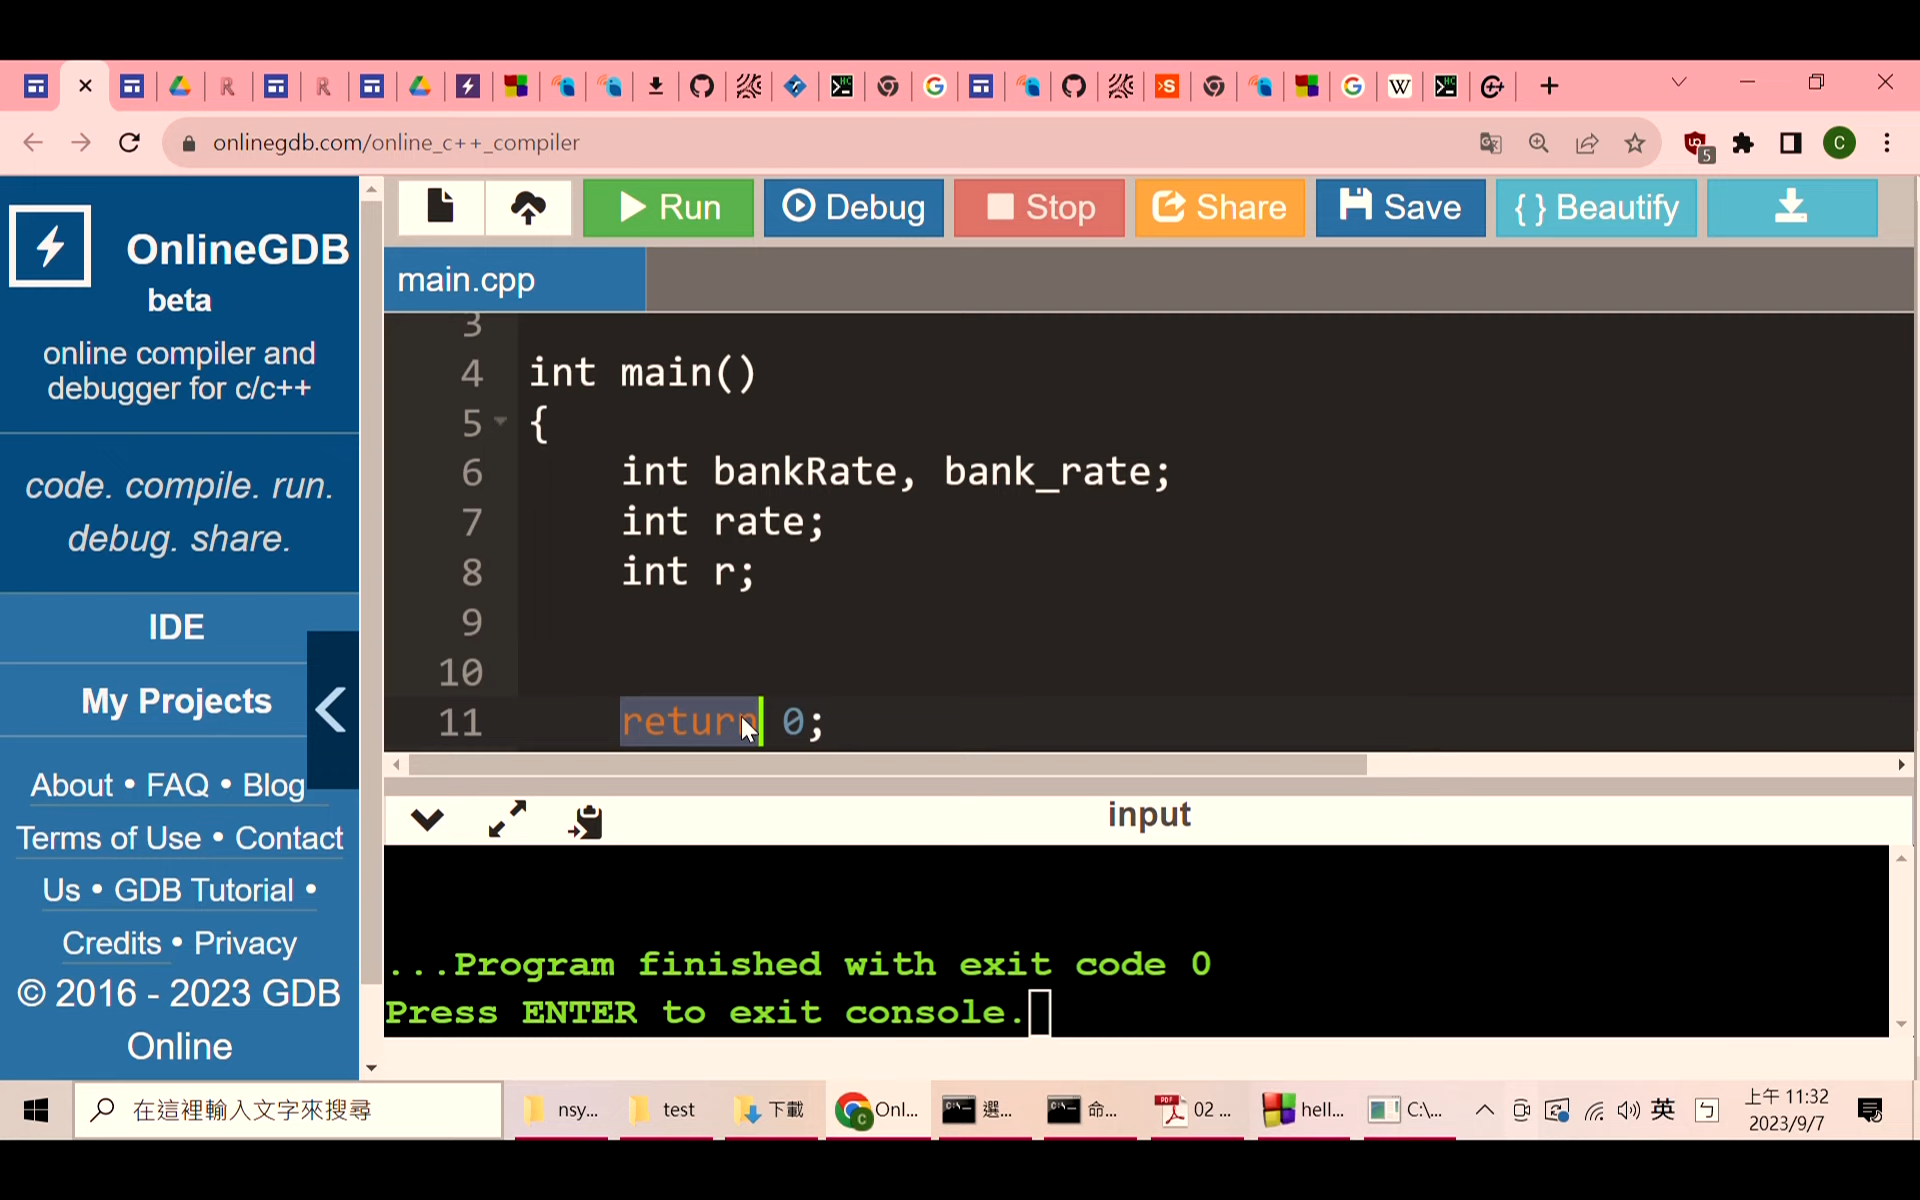 onlinegdb.com/online_c++_compiler
5
C
OnlineGDB
beta
online compiler and
debugger for c/c++
code. compile. run.
debug. share.
IDE
My Projects
About • FAQ • Blog
Terms of Use • Contact
Us • GDB Tutorial •
Credits • Privacy
© 2016 - 2023 GDB
Online
Run
Debug
Stop
Share
Save
{ } Beautify
main.cpp
3
4 int main()
5 {
6 int bankRate, bank_rate;
7 int rate;
8 int r;
9
10
11 return 0;
input
...Program finished with exit code 0
Press ENTER to exit console.
在這裡輸入文字來搜尋
nsy...
test
下載
Onl...
選...
命...
02 ...
hell...
C:\...
英
上午 11:32
2023/9/7